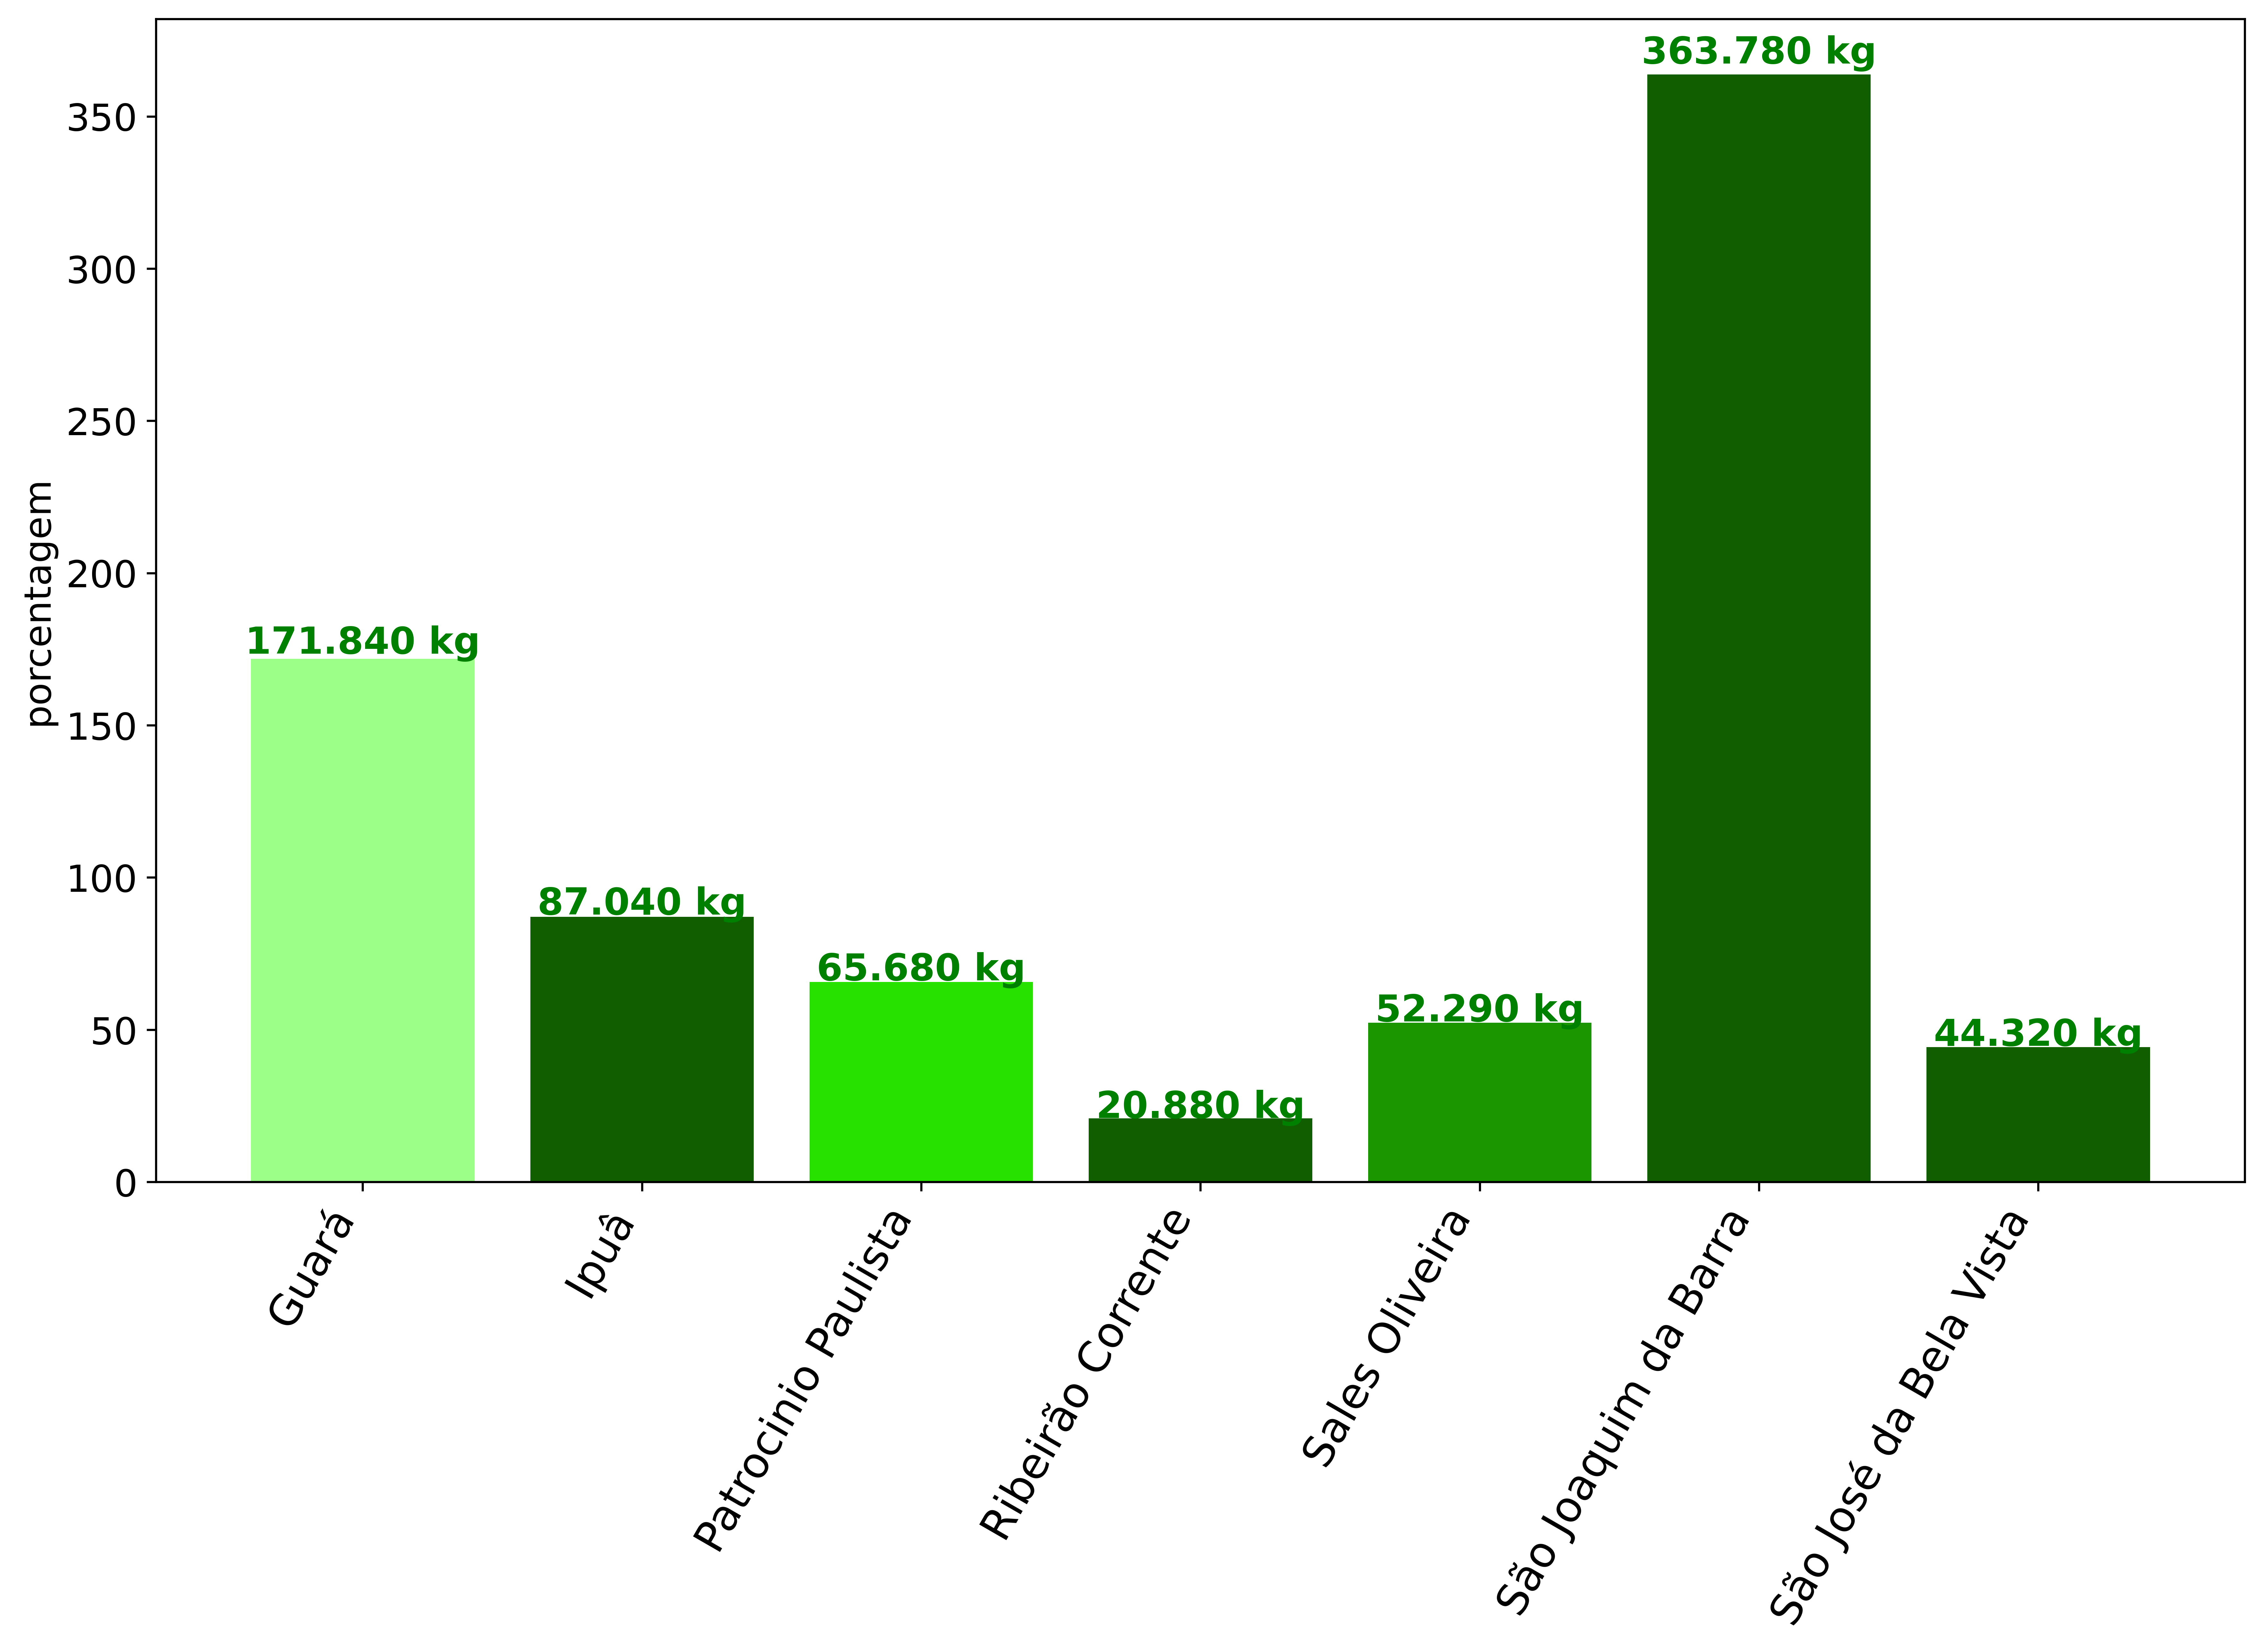 porcentagem
350
300
250
200
150
100
50
0
171.840 kg
87.040 kg
65.680 kg
20.880 kg
52.290 kg
363.780 kg
44.320 kg
Guará
Ipuâ
Patrocinio Paulista
Ribeirão Corrente
Sales Oliveira
São Joaquim da Barra
São José da Bela Vista